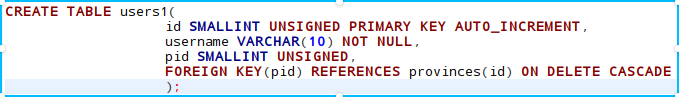 CREATE TABLE users1(
id SMALLINT UNSIGNED PRIMARY KEY AUTO_INCREMENT,
username VARCHAR(10) NOT NULL,
pid SMALLINT UNSIGNED,
FOREIGN KEY(pid) REFERENCES provinces(id) ON DELETE CASCADE
);